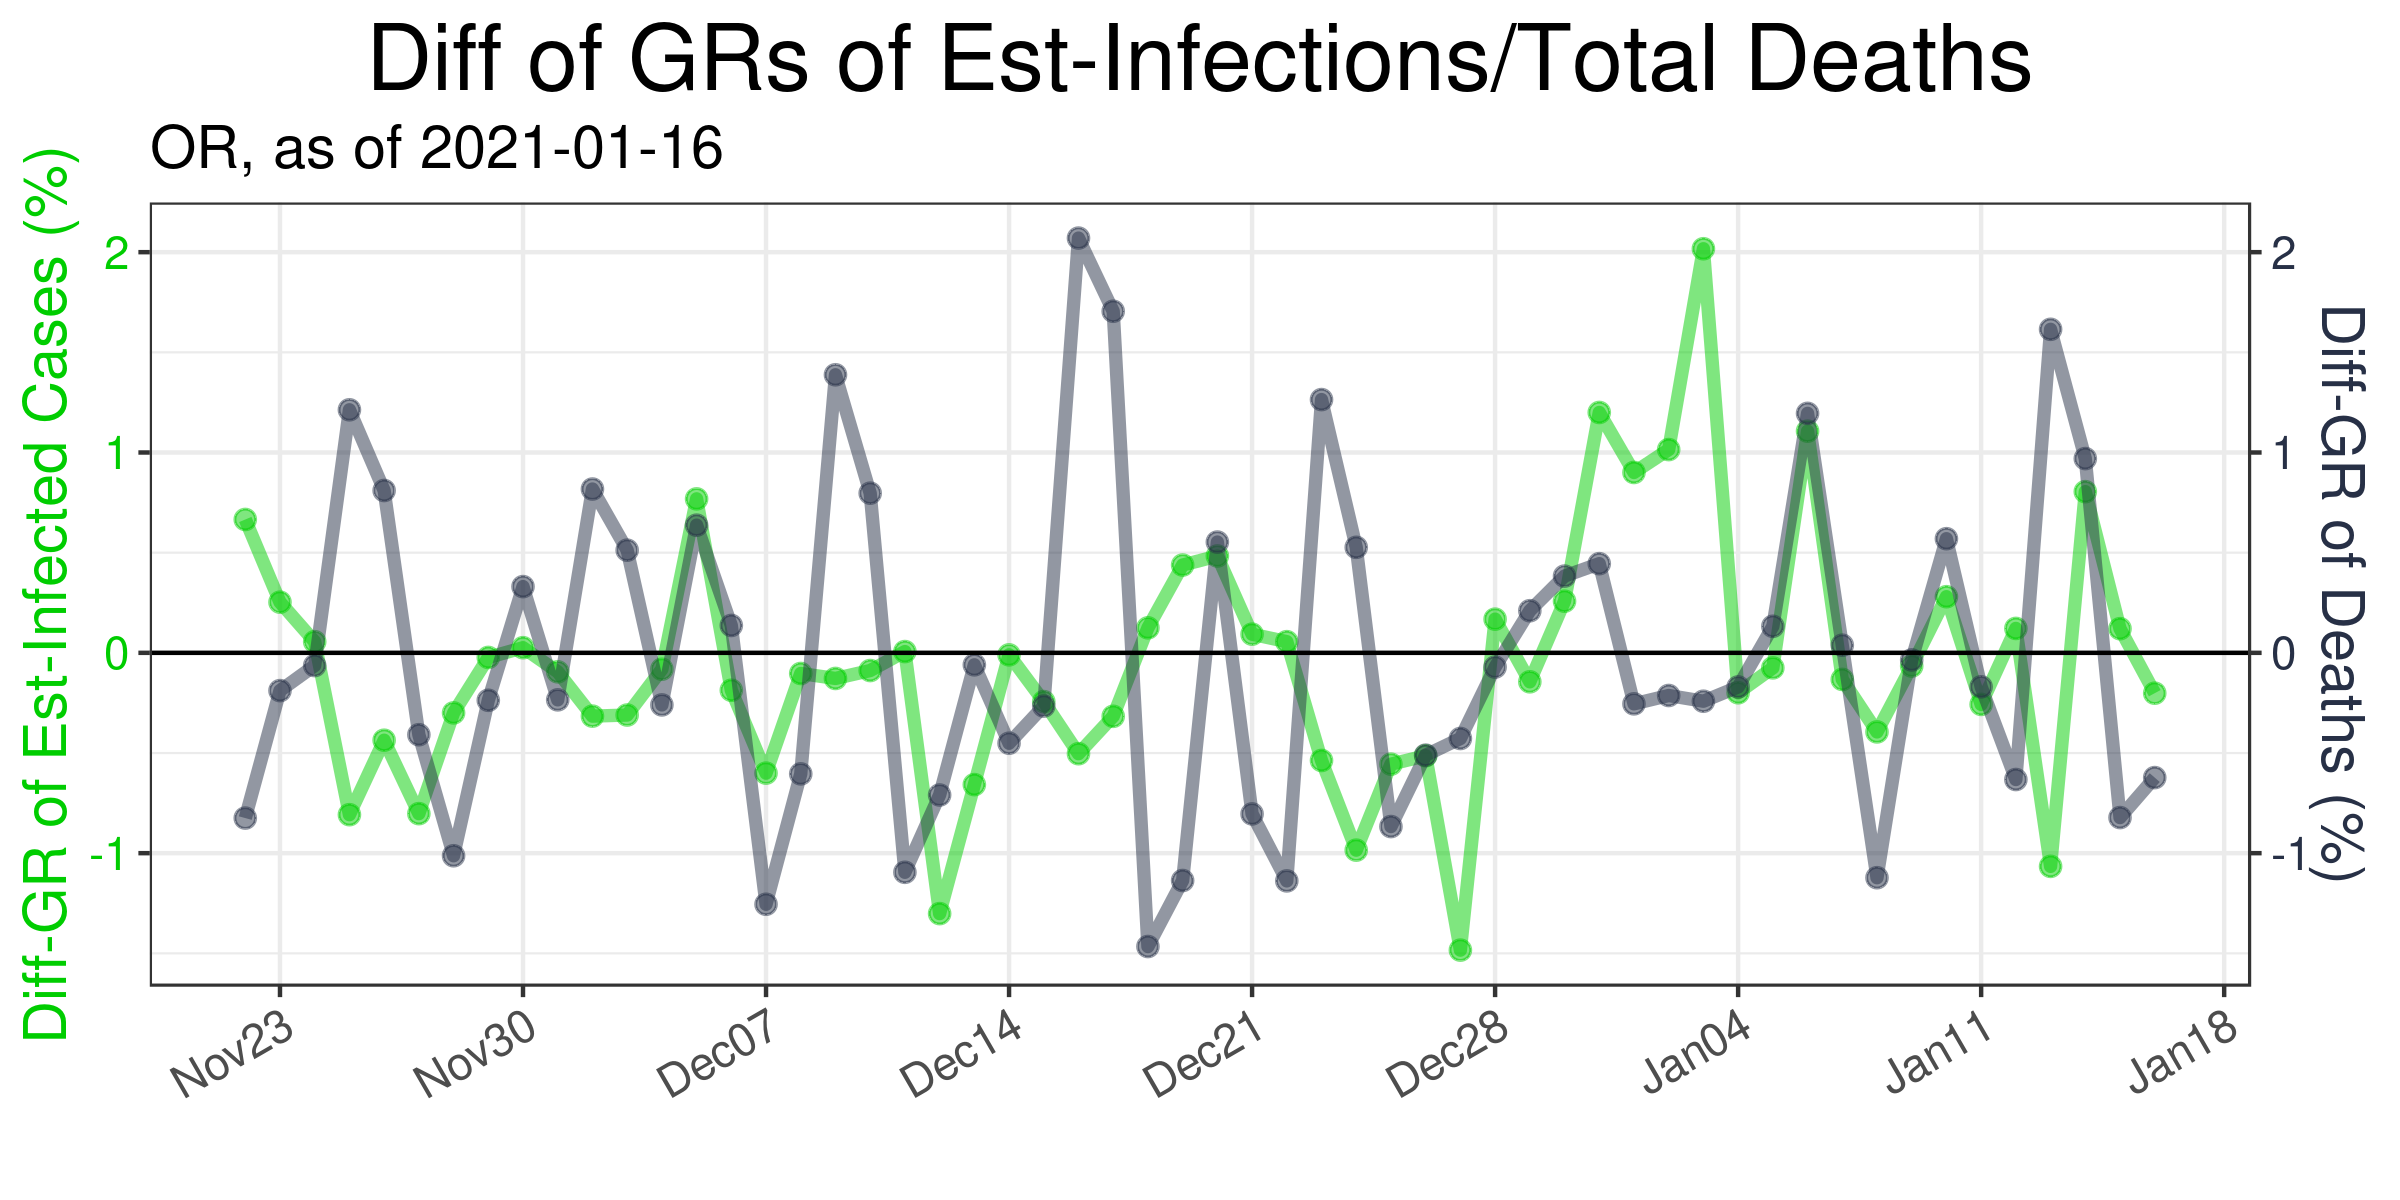 Diff of GRs of Est-Infections/Total Deaths
OR, as of 2021-01-16
Diff-GR of Est-Infected Cases (%)
2
1
0
-1
2
1
0
-1
Diff-GR of Deaths (%)
Nov23
Nov30
Dec07
Dec14
Dec21
Dec28
Jan04
Jan11
Jan18